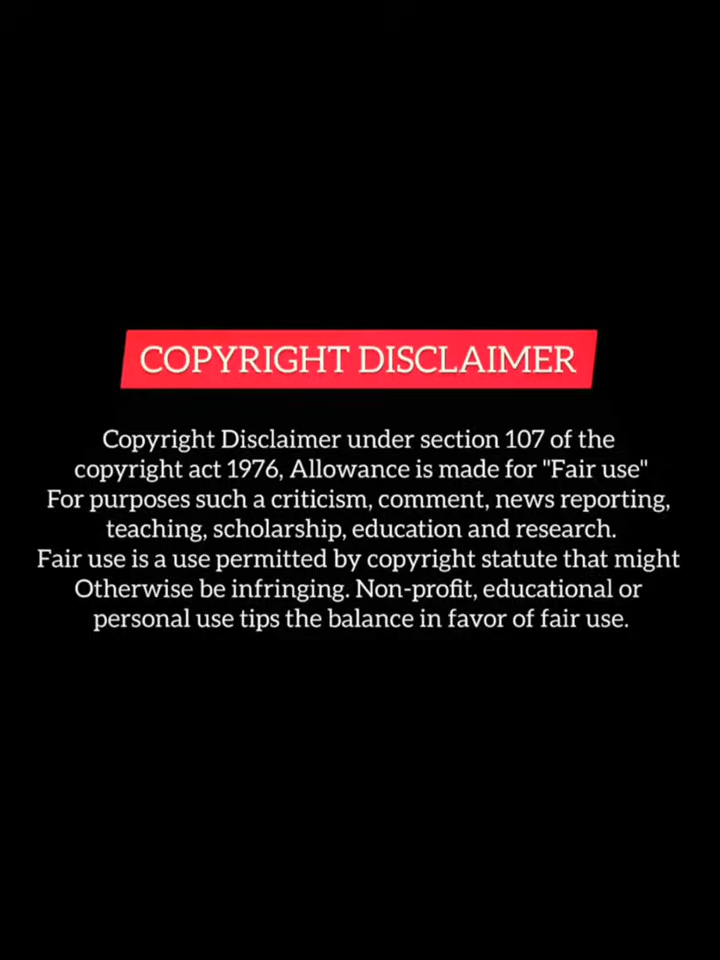 COPYRIGHT DISCLAIMER
Copyright Disclaimer under section 107 of the
copyright act 1976, Allowance is made for "Fair use"
For purposes such a criticism, comment, news reporting,
teaching, scholarship, education and research.
Fair use is a use permitted by copyright statute that might
Otherwise be infringing. Non-profit, educational or
personal use tips the balance in favor of fair use.